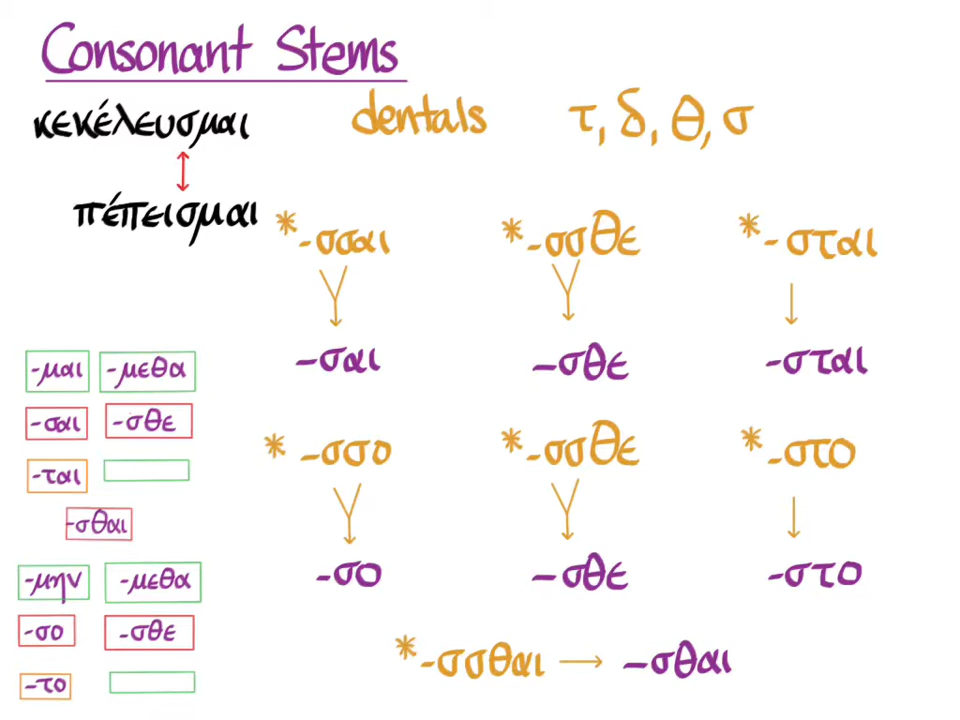 Consonant Stems
κεκέλευσμαι
dentals τ, δ, θ, σ
πέπεισμαι
*-σσαι *-σσθε *-σται
-σαι -σθε -σται
-μαι -μεθα
-σαι -σθε
-ται
-σθαι
*-σσο *-σσθε *-στο
-σο -σθε -στο
-μην -μεθα
-σο -σθε
-το
*-σσθαι → -σθαι